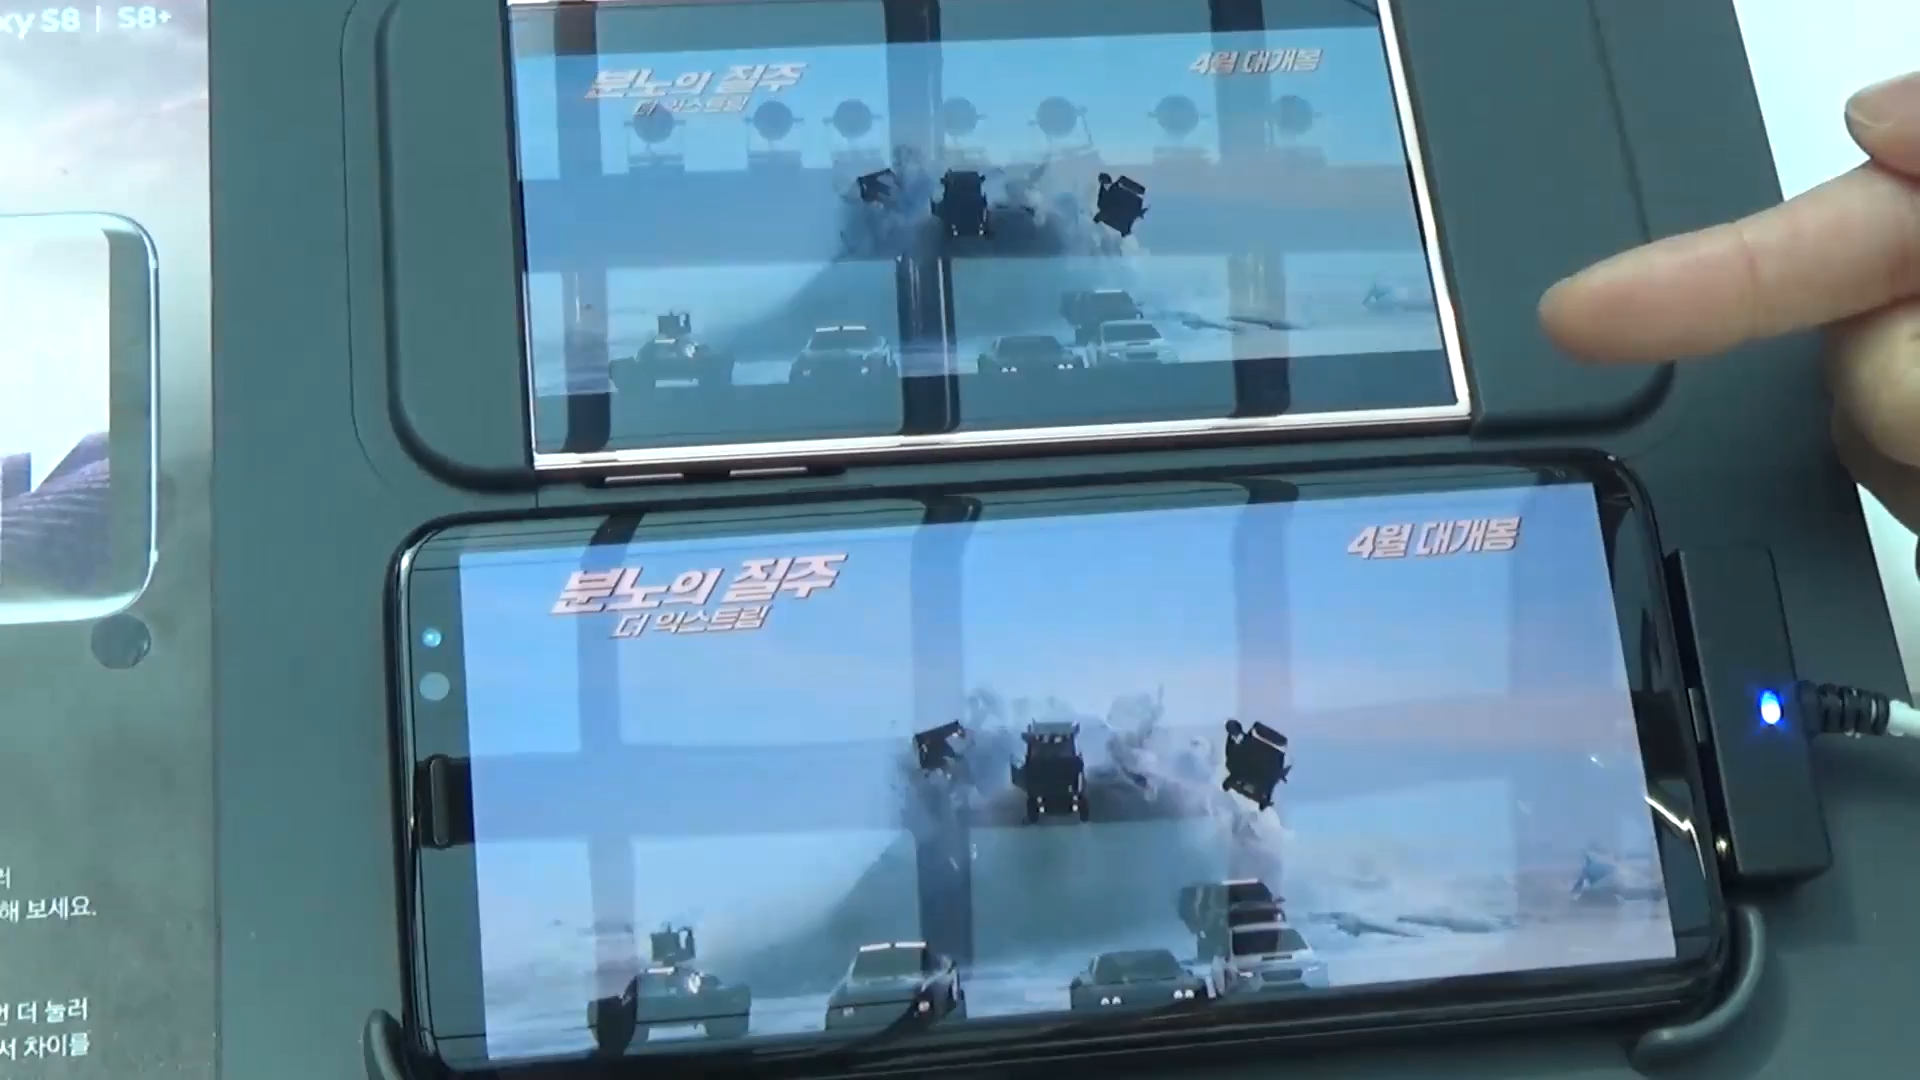 xy S8 | S8+
분노의 질주
더 익스트림
4월 대개봉
분노의 질주
더 익스트림
4월 대개봉
해 보세요.
더 눌러
서 차이를